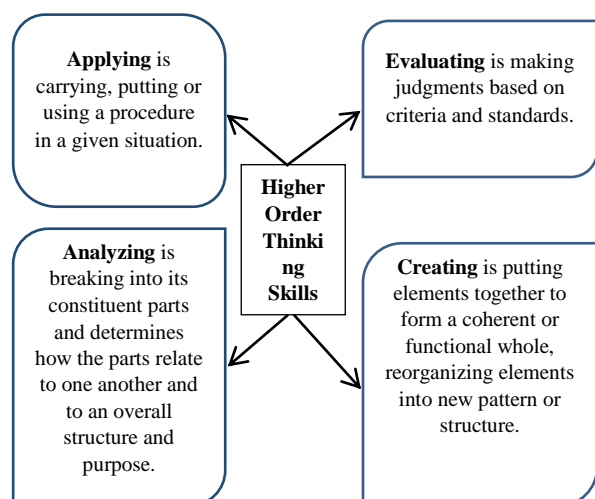 Applying is
carrying, putting or
using a procedure
in a given situation.
Evaluating is making
judgments based on
criteria and standards.
Higher
Order
Thinki
ng
Skills
Analyzing is
breaking into its
constituent parts
and determines
how the parts relate
to one another and
to an overall
structure and
purpose.
Creating is putting
elements together to
form a coherent or
functional whole,
reorganizing elements
into new pattern or
structure.